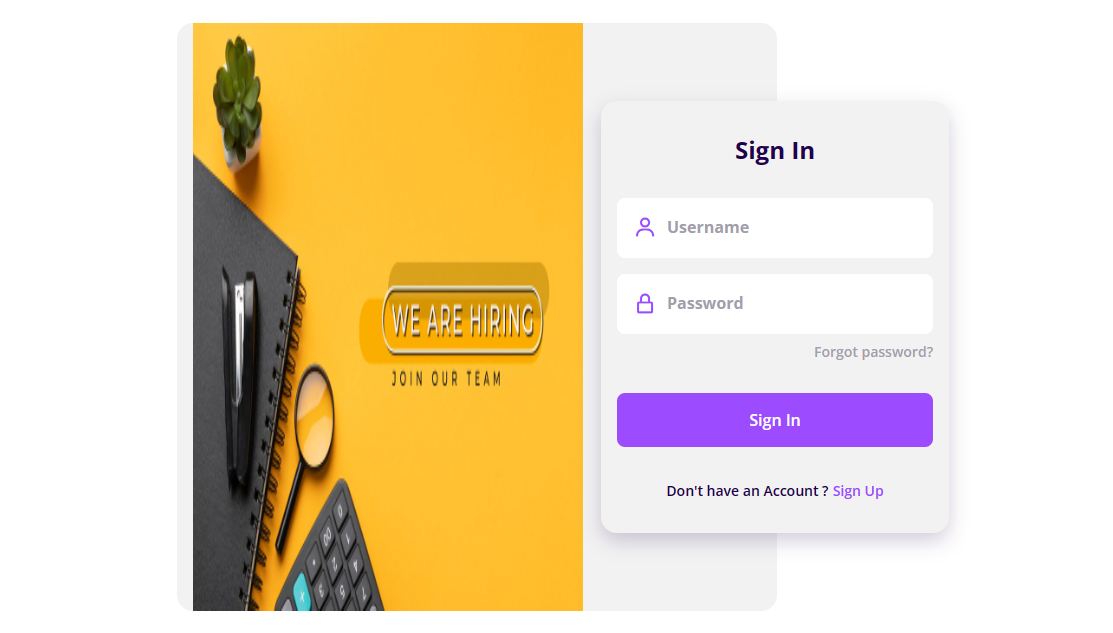 WE ARE HIRING
JOIN OUR TEAM
Sign In
Username
Password
Forgot password?
Sign In
Don't have an Account ? Sign Up